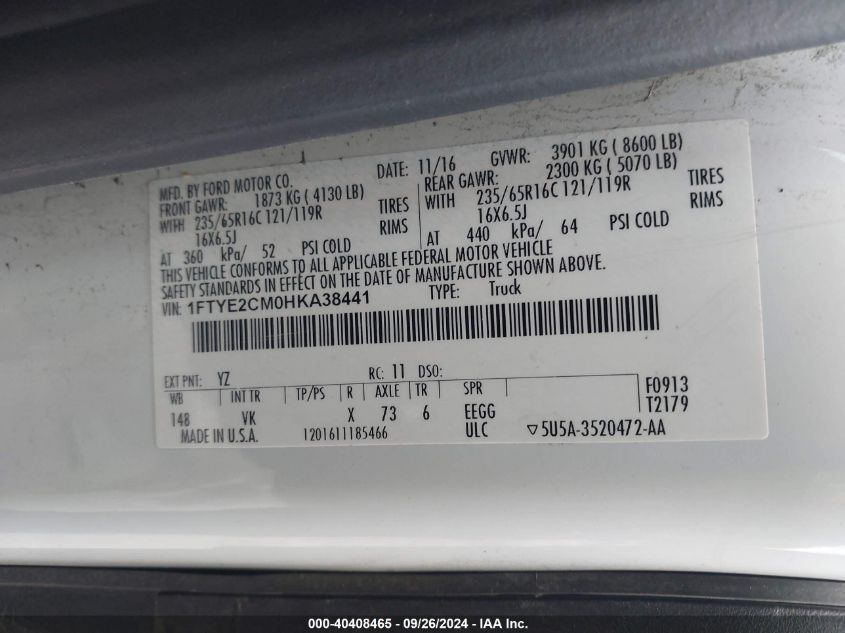 MFD. BY FORD MOTOR CO. DATE: 11/16 GVWR: 3901 KG ( 8600 LB)
FRONT GAWR: 1873 KG ( 4130 LB) REAR GAWR: 2300 KG ( 5070 LB)
WITH 235/65R16C 121/119R TIRES WITH 235/65R16C 121/119R TIRES
16X6.5J RIMS 16X6.5J RIMS
AT 360 kPa/ 52 PSI COLD AT 440 kPa/ 64 PSI COLD
THIS VEHICLE CONFORMS TO ALL APPLICABLE FEDERAL MOTOR VEHICLE
SAFETY STANDARDS IN EFFECT ON THE DATE OF MANUFACTURE SHOWN ABOVE.
VIN: 1FTYE2CM0HKA38441 TYPE: Truck
EXT PNT: YZ RC: 11 DSO:
WB INT TR TP/PS R AXLE TR SPR F0913
148 VK X 73 6 EEGG T2179
MADE IN U.S.A. 1201611185466 ULC ▽5U5A-3520472-AA
000-40408465 - 09/26/2024 - IAA Inc.